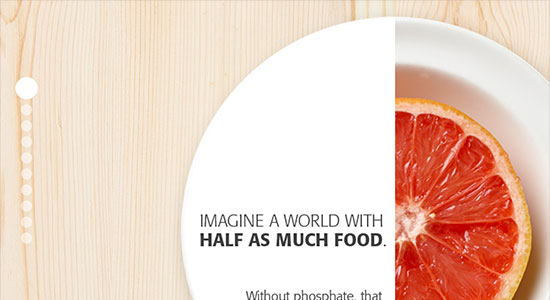 IMAGINE A WORLD WITH
HALF AS MUCH FOOD.
Without phosphate, that